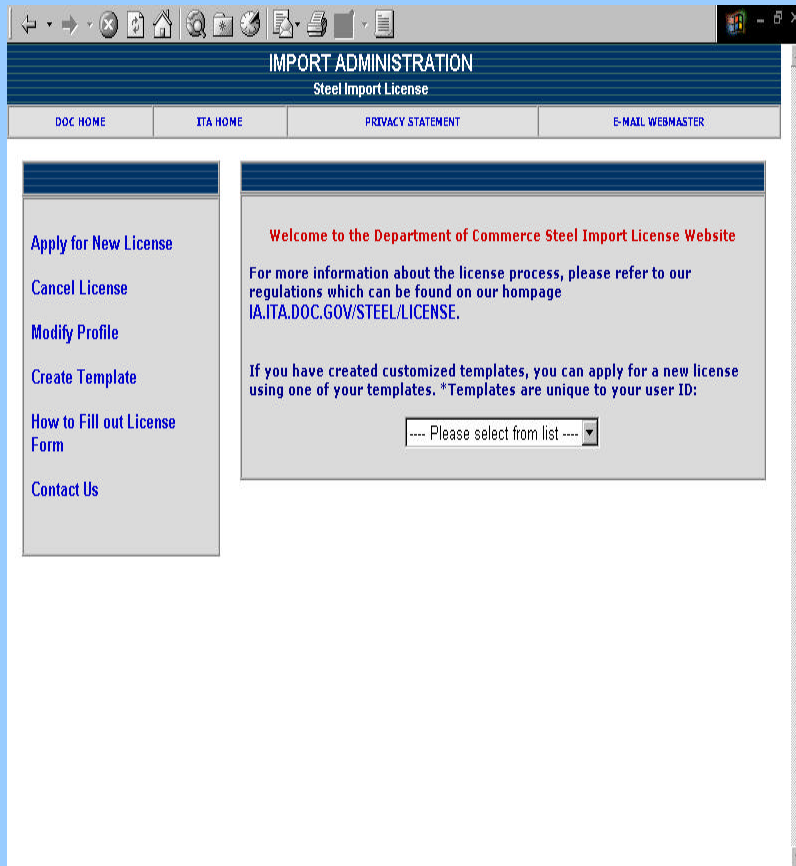 IMPORT ADMINISTRATION
Steel Import License
DOC HOME
ITA HOME
PRIVACY STATEMENT
E-MAIL WEBMASTER
Apply for New License
Cancel License
Modify Profile
Create Template
How to Fill out License
Form
Contact Us
Welcome to the Department of Commerce Steel Import License Website
For more information about the license process, please refer to our
regulations which can be found on our hompage
IA.ITA.DOC.GOV/STEEL/LICENSE.
If you have created customized templates, you can apply for a new license
using one of your templates. *Templates are unique to your user ID:
---- Please select from list ----